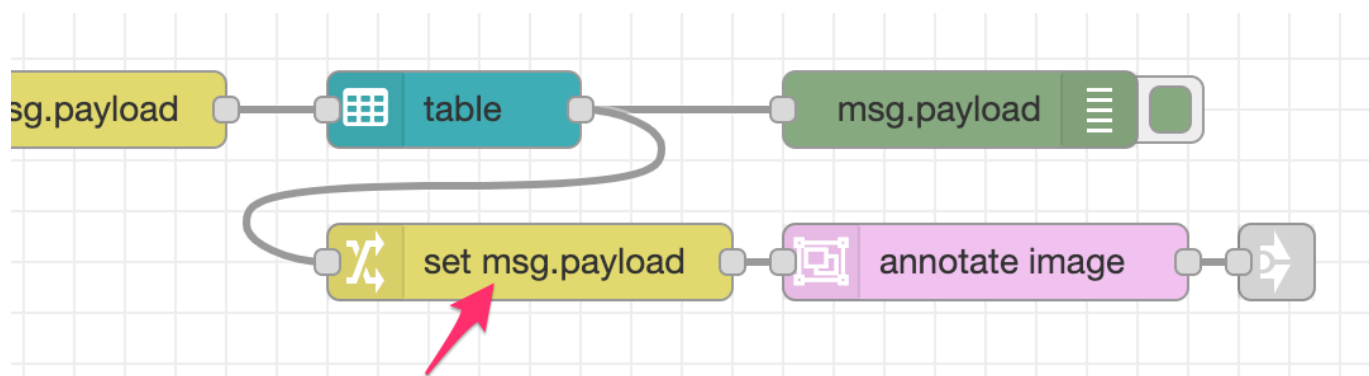 sg.payload
table
msg.payload
set msg.payload
annotate image